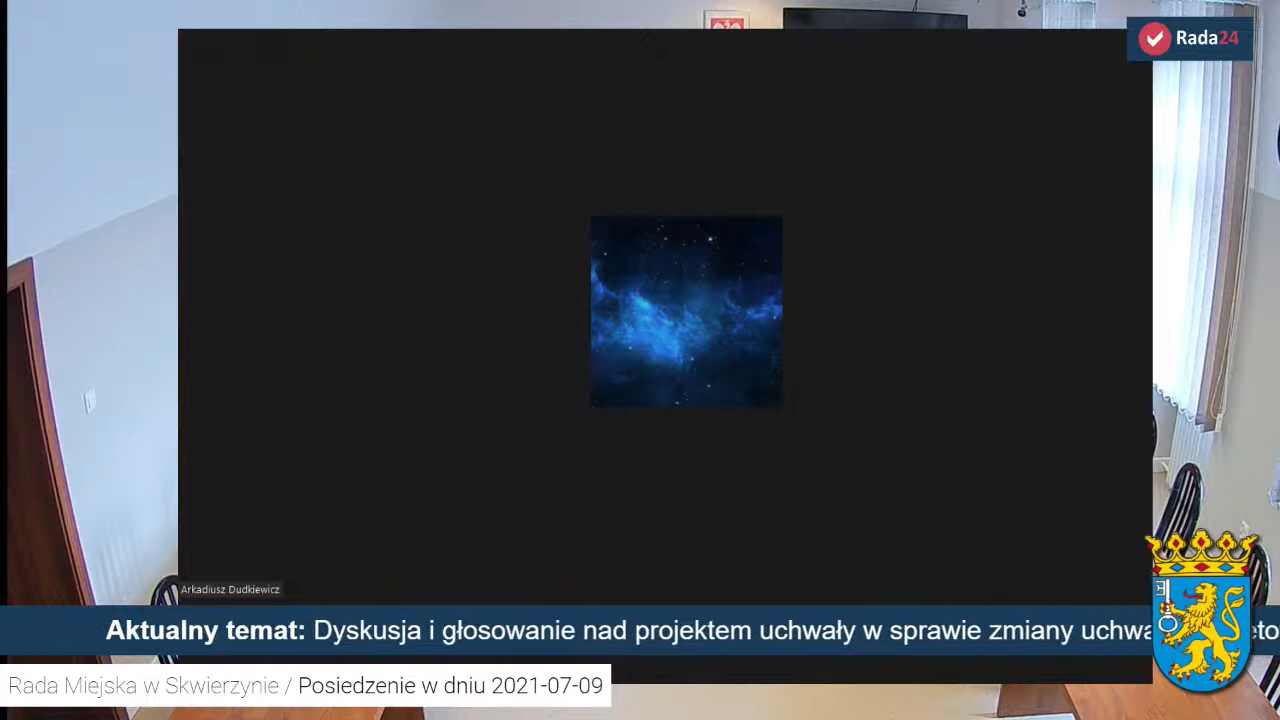 Rada24
Arkadiusz Dudkiewicz
Aktualny temat: Dyskusja i głosowanie nad projektem uchwały w sprawie zmiany
Rada Miejska w Skwierzynie / Posiedzenie w dniu 2021-07-09